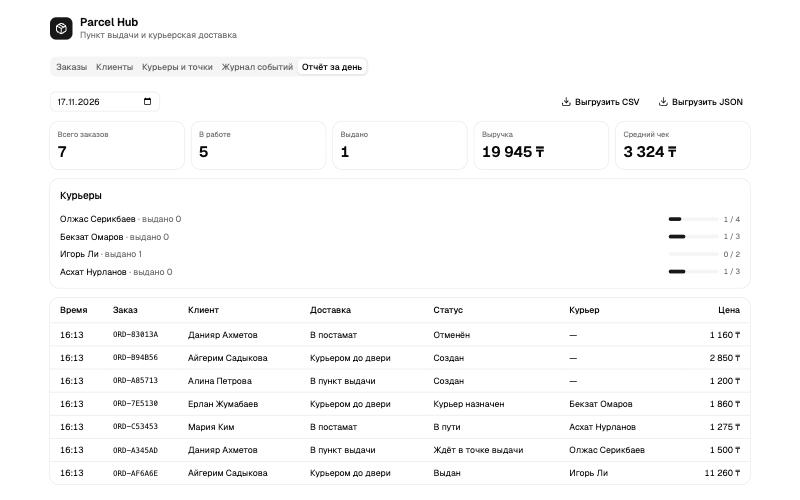 Parcel Hub
Пункт выдачи и курьерская доставка
Заказы Клиенты Курьеры и точки Журнал событий Отчёт за день
17.11.2026 Выгрузить CSV Выгрузить JSON
Всего заказов В работе Выдано Выручка Средний чек
7 5 1 19 945 ₸ 3 324 ₸
Курьеры
Олжас Серикбаев · выдано 0 1 / 4
Бекзат Омаров · выдано 0 1 / 3
Игорь Ли · выдано 1 0 / 2
Асхат Нурланов · выдано 0 1 / 3
Время Заказ Клиент Доставка Статус Курьер Цена
16:13 ORD-83013A Данияр Ахметов В постамат Отменён — 1 160 ₸
16:13 ORD-B94B56 Айгерим Садыкова Курьером до двери Создан — 2 850 ₸
16:13 ORD-A85713 Алина Петрова В пункт выдачи Создан — 1 200 ₸
16:13 ORD-7E5130 Ерлан Жумабаев Курьером до двери Курьер назначен Бекзат Омаров 1 860 ₸
16:13 ORD-C53453 Мария Ким В постамат В пути Асхат Нурланов 1 275 ₸
16:13 ORD-A345AD Данияр Ахметов В пункт выдачи Ждёт в точке выдачи Олжас Серикбаев 1 500 ₸
16:13 ORD-AF6A6E Айгерим Садыкова Курьером до двери Выдан Игорь Ли 11 260 ₸